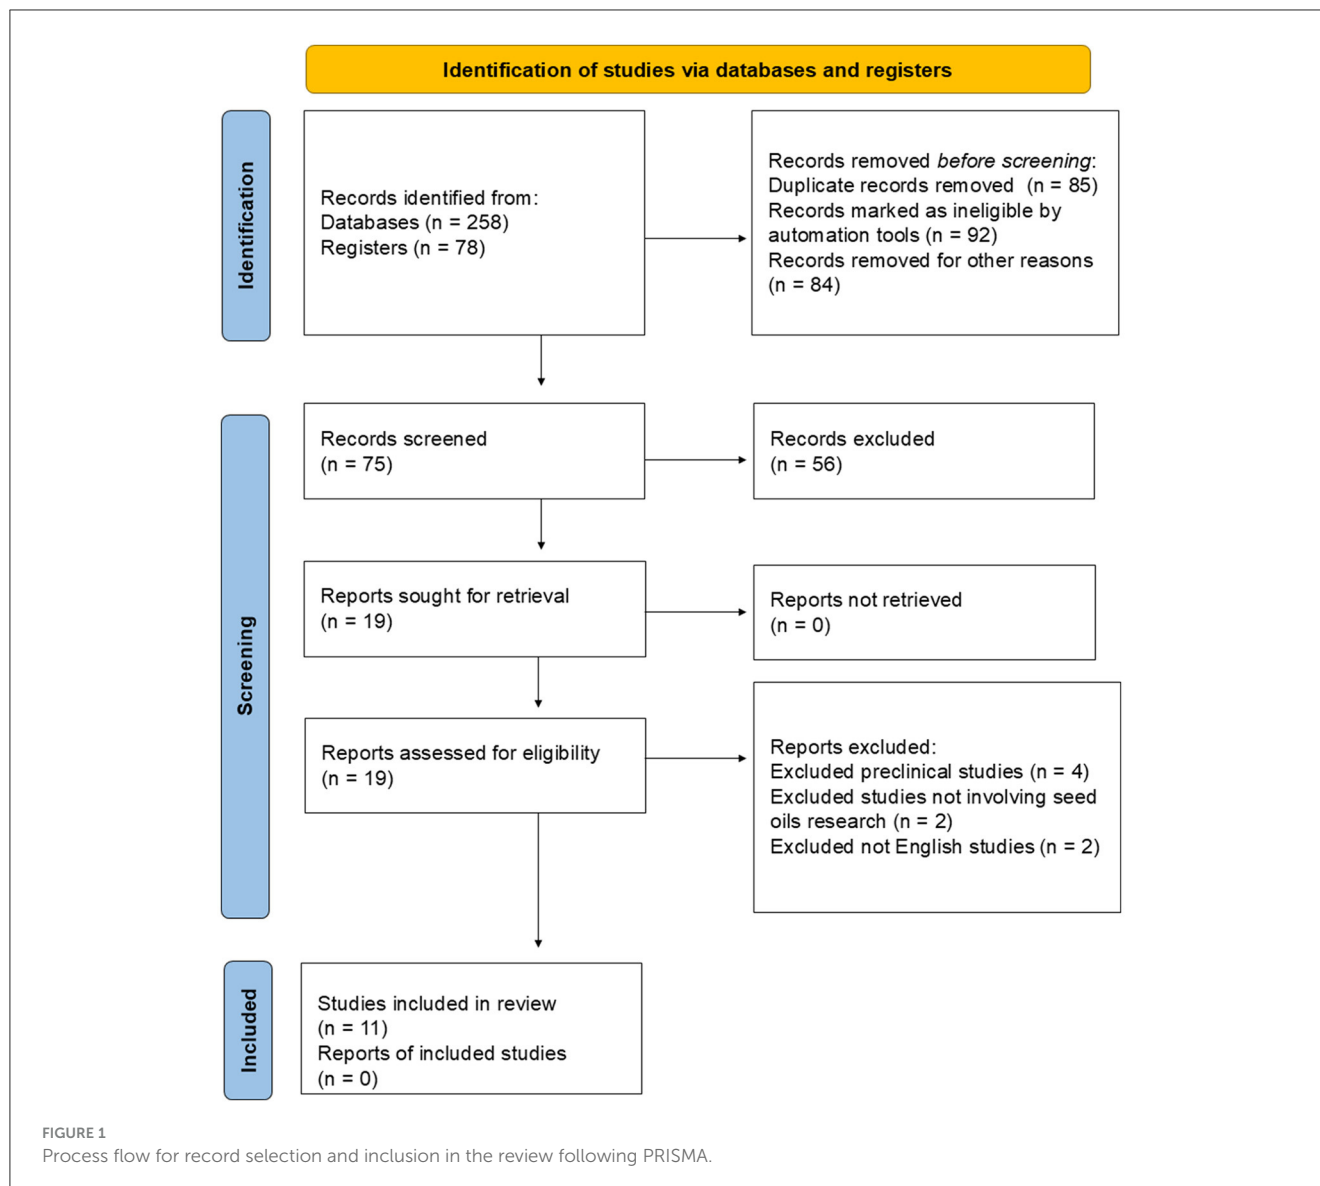 Identification of studies via databases and registers
Identification
Records identified from:
Databases (n = 258)
Registers (n = 78)
Records removed before screening:
Duplicate records removed (n = 85)
Records marked as ineligible by
automation tools (n = 92)
Records removed for other reasons
(n = 84)
Screening
Records screened
(n = 75)
Records excluded
(n = 56)
Reports sought for retrieval
(n = 19)
Reports not retrieved
(n = 0)
Reports assessed for eligibility
(n = 19)
Reports excluded:
Excluded preclinical studies (n = 4)
Excluded studies not involving seed
oils research (n = 2)
Excluded not English studies (n = 2)
Included
Studies included in review
(n = 11)
Reports of included studies
(n = 0)
FIGURE 1
Process flow for record selection and inclusion in the review following PRISMA.